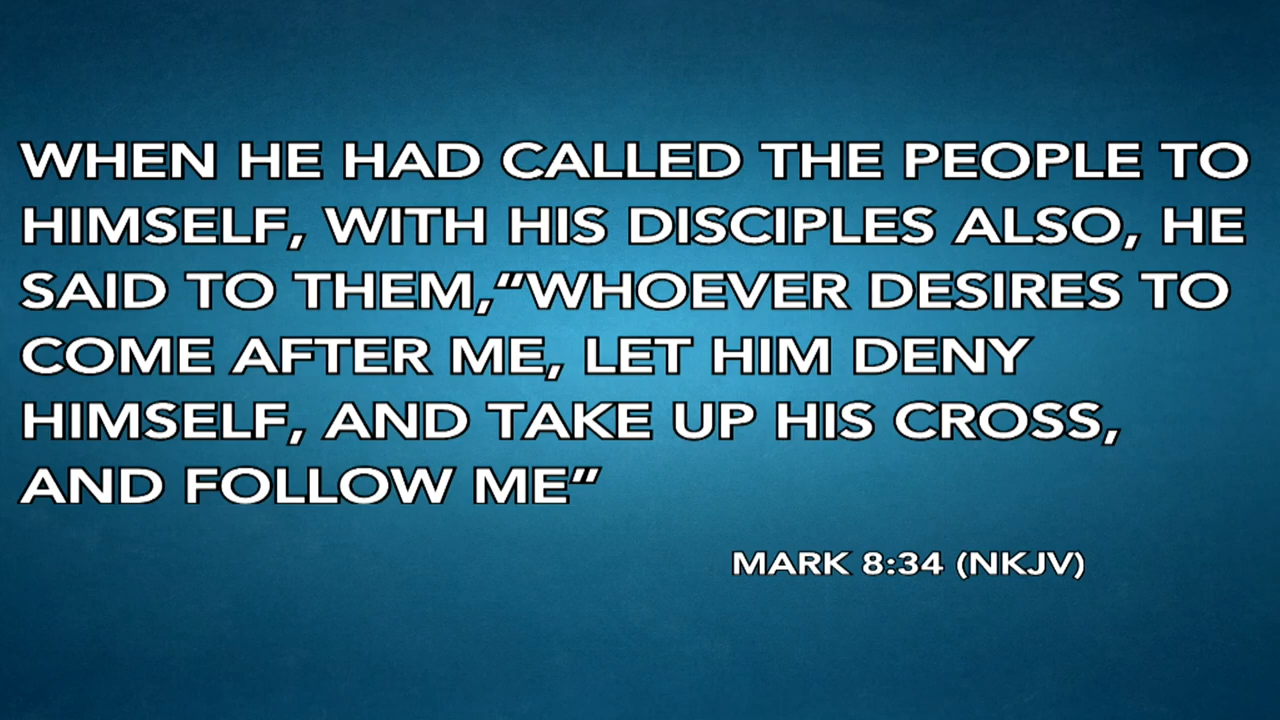 WHEN HE HAD CALLED THE PEOPLE TO
HIMSELF, WITH HIS DISCIPLES ALSO, HE
SAID TO THEM,“WHOEVER DESIRES TO
COME AFTER ME, LET HIM DENY
HIMSELF, AND TAKE UP HIS CROSS,
AND FOLLOW ME”
MARK 8:34 (NKJV)